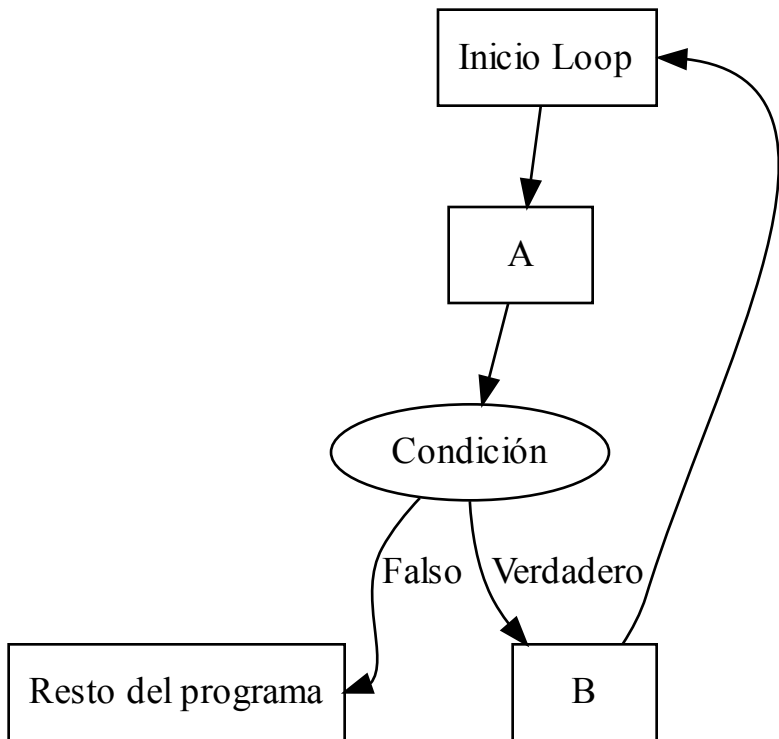 Inicio Loop
A
Condición
Falso
Verdadero
Resto del programa
B